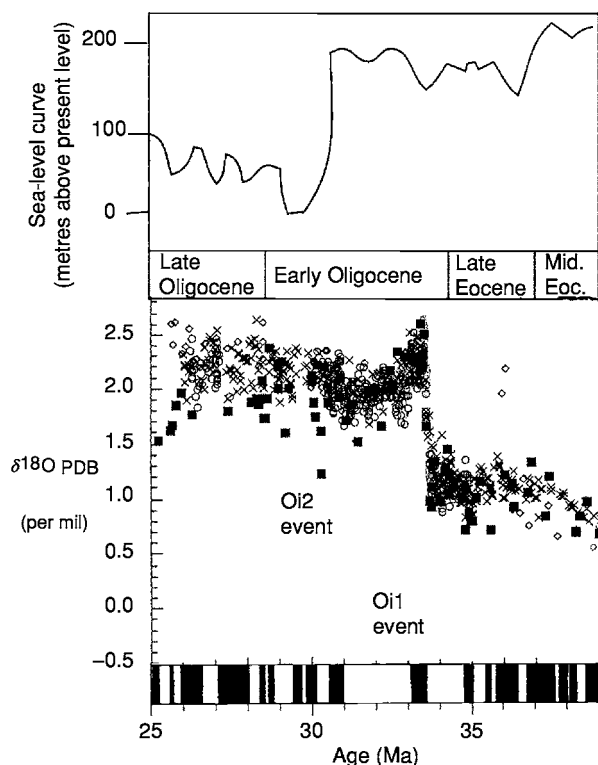 Sea-level curve
(metres above present level)
200
100
0
Late
Oligocene
Early Oligocene
Late
Eocene
Mid.
Eoc.
δ18O PDB
(per mil)
2.5
2.0
1.5
1.0
0.5
0.0
−0.5
Oi2
event
Oi1
event
25
30
35
Age (Ma)